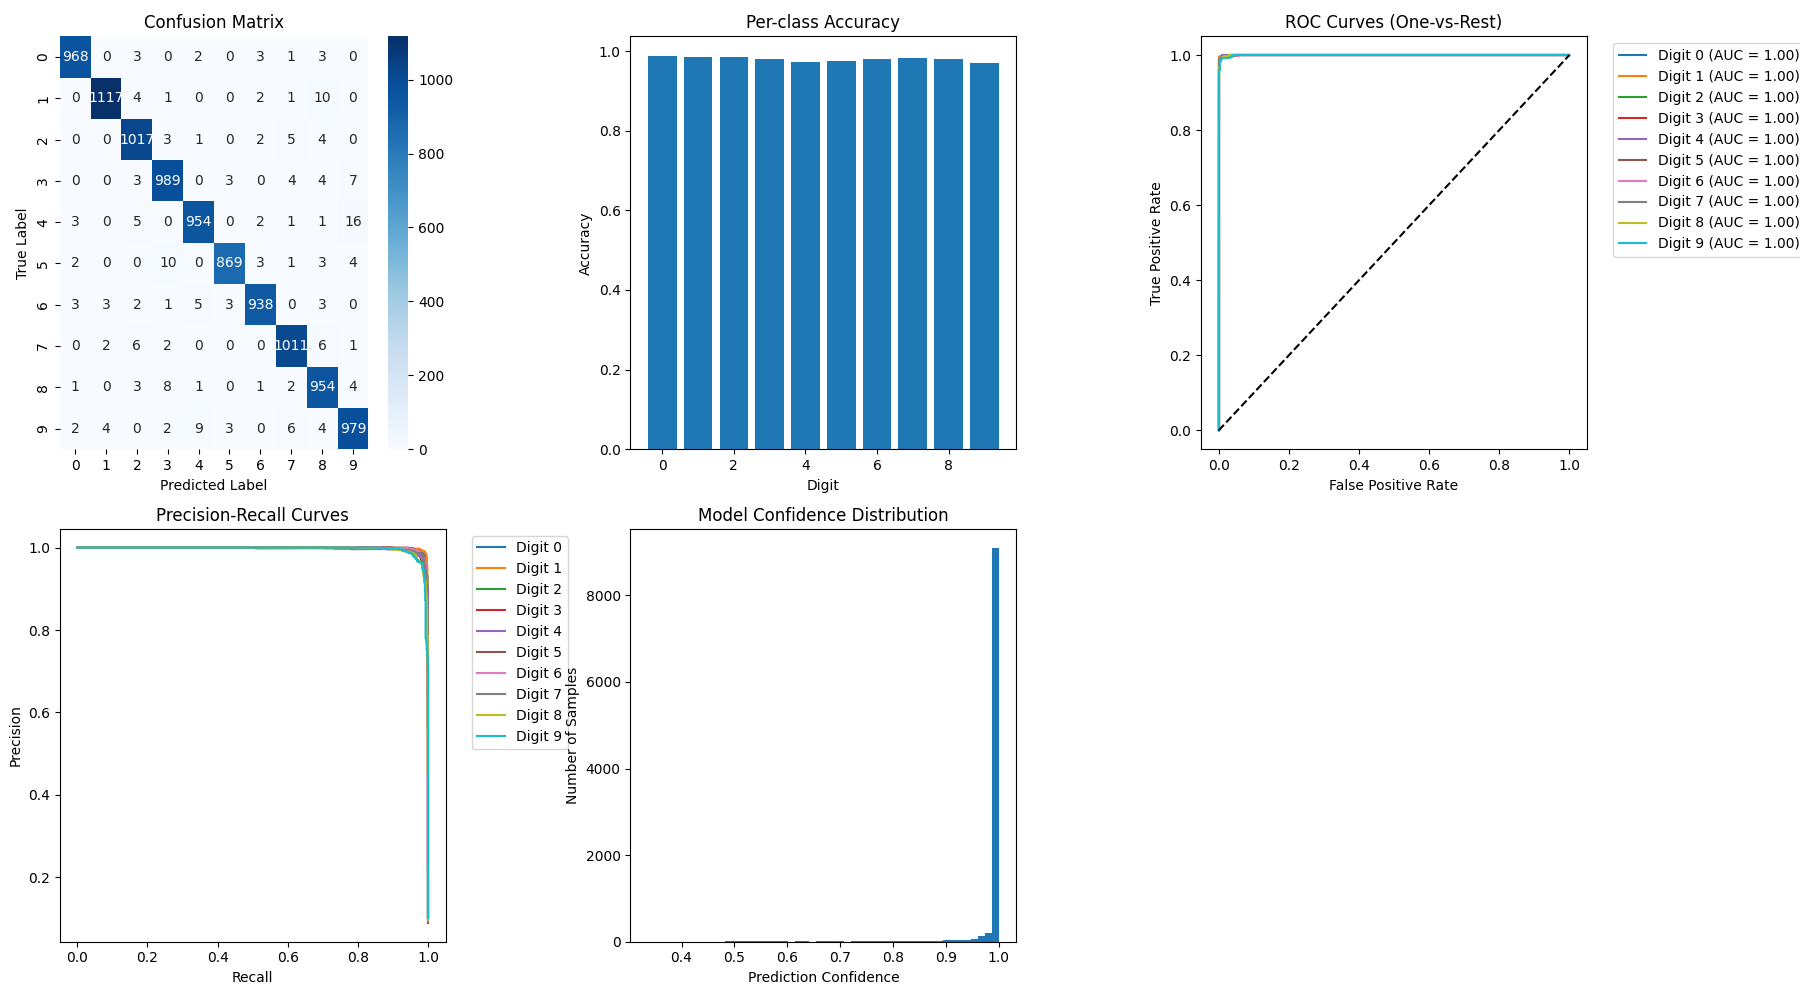 Confusion Matrix
0 968 0 3 0 2 0 3 1 3 0
1 0 1117 4 1 0 0 2 1 10 0
2 0 0 1017 3 1 0 2 5 4 0
3 0 0 3 989 0 3 0 4 4 7
4 3 0 5 0 954 0 2 1 1 16
5 2 0 0 10 0 869 3 1 3 4
6 3 3 2 1 5 3 938 0 3 0
7 0 2 6 2 0 0 0 1011 6 1
8 1 0 3 8 1 0 1 2 954 4
9 2 4 0 2 9 3 0 6 4 979
0 1 2 3 4 5 6 7 8 9
True Label
Predicted Label
1000
800
600
400
200
0
Per-class Accuracy
1.0
0.8
0.6
0.4
0.2
0.0
0 2 4 6 8
Accuracy
Digit
ROC Curves (One-vs-Rest)
1.0
0.8
0.6
0.4
0.2
0.0
0.0 0.2 0.4 0.6 0.8 1.0
True Positive Rate
False Positive Rate
Digit 0 (AUC = 1.00)
Digit 1 (AUC = 1.00)
Digit 2 (AUC = 1.00)
Digit 3 (AUC = 1.00)
Digit 4 (AUC = 1.00)
Digit 5 (AUC = 1.00)
Digit 6 (AUC = 1.00)
Digit 7 (AUC = 1.00)
Digit 8 (AUC = 1.00)
Digit 9 (AUC = 1.00)
Precision-Recall Curves
1.0
0.8
0.6
0.4
0.2
0.0 0.2 0.4 0.6 0.8 1.0
Precision
Recall
Digit 0
Digit 1
Digit 2
Digit 3
Digit 4
Digit 5
Digit 6
Digit 7
Digit 8
Digit 9
Model Confidence Distribution
8000
6000
4000
2000
0
0.4 0.5 0.6 0.7 0.8 0.9 1.0
Number of Samples
Prediction Confidence